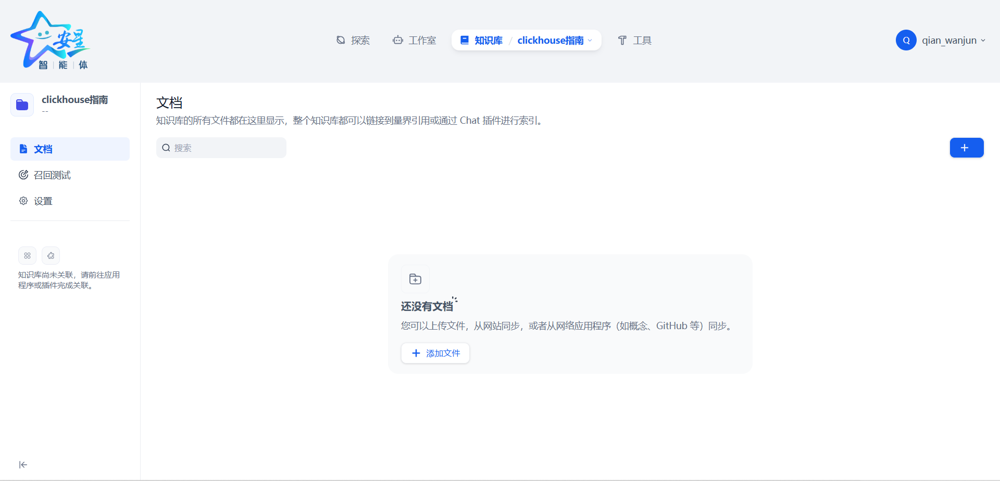 安星
智 | 能 | 体
探索
工作室
知识库 / clickhouse指南
工具
Q
qian_wanjun
clickhouse指南
--
文档
召回测试
设置
知识库尚未关联，请前往应用
程序或插件完成关联。
文档
知识库的所有文件都在这里显示，整个知识库都可以链接到量界引用或通过 Chat 插件进行索引。
搜索
还没有文档
您可以上传文件，从网站同步，或者从网络应用程序（如概念、GitHub 等）同步。
添加文件